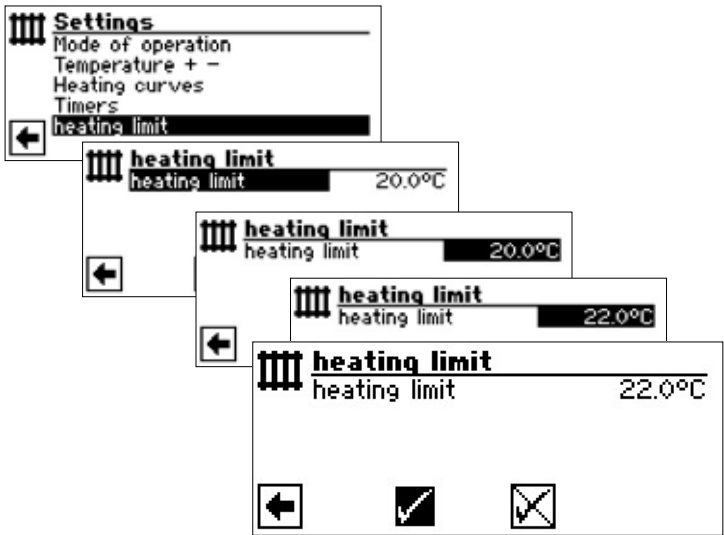 Settings
Mode of operation
Temperature + −
Heating curves
Timers
heating limit
heating limit
heating limit 20.0°C
heating limit
heating limit 20.0°C
heating limit
heating limit 22.0°C
heating limit
heating limit 22.0°C